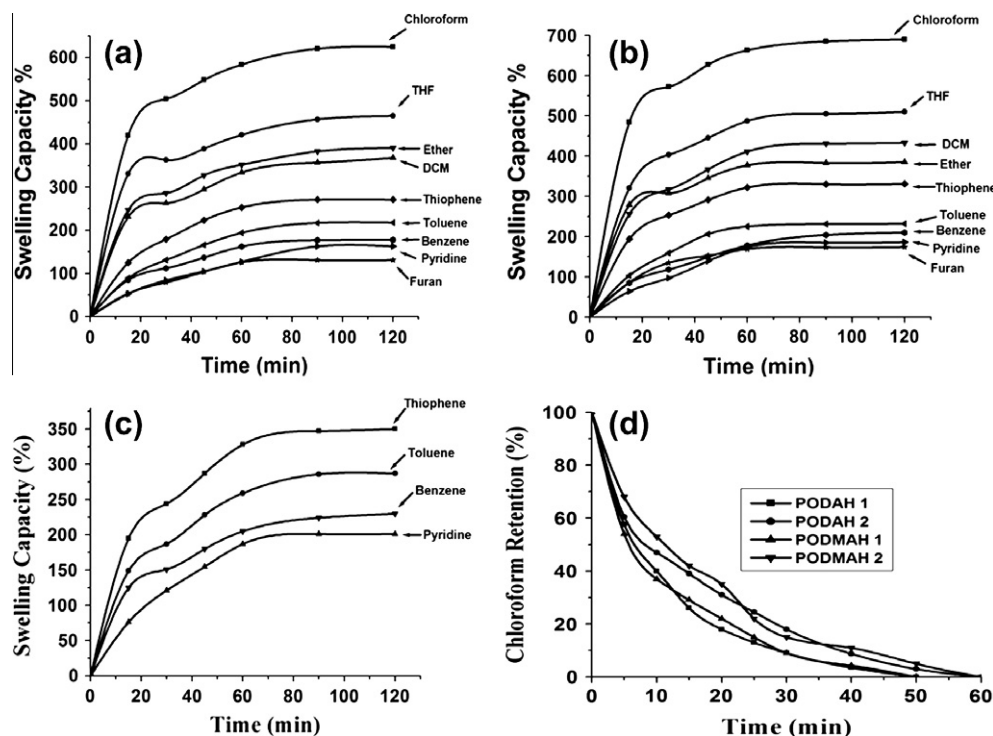 (a)
Swelling Capacity %
600
500
400
300
200
100
0
0 20 40 60 80 100 120
Time (min)
Chloroform
THF
Ether
DCM
Thiophene
Toluene
Benzene
Pyridine
Furan
(b)
Swelling Capacity %
700
600
500
400
300
200
100
0
0 20 40 60 80 100 120
Time (min)
Chloroform
THF
DCM
Ether
Thiophene
Toluene
Benzene
Pyridine
Furan
(c)
Swelling Capacity (%)
350
300
250
200
150
100
50
0
0 20 40 60 80 100 120
Time (min)
Thiophene
Toluene
Benzene
Pyridine
(d)
Chloroform Retention (%)
100
80
60
40
20
0
0 10 20 30 40 50 60
Time (min)
PODAH 1
PODAH 2
PODMAH 1
PODMAH 2